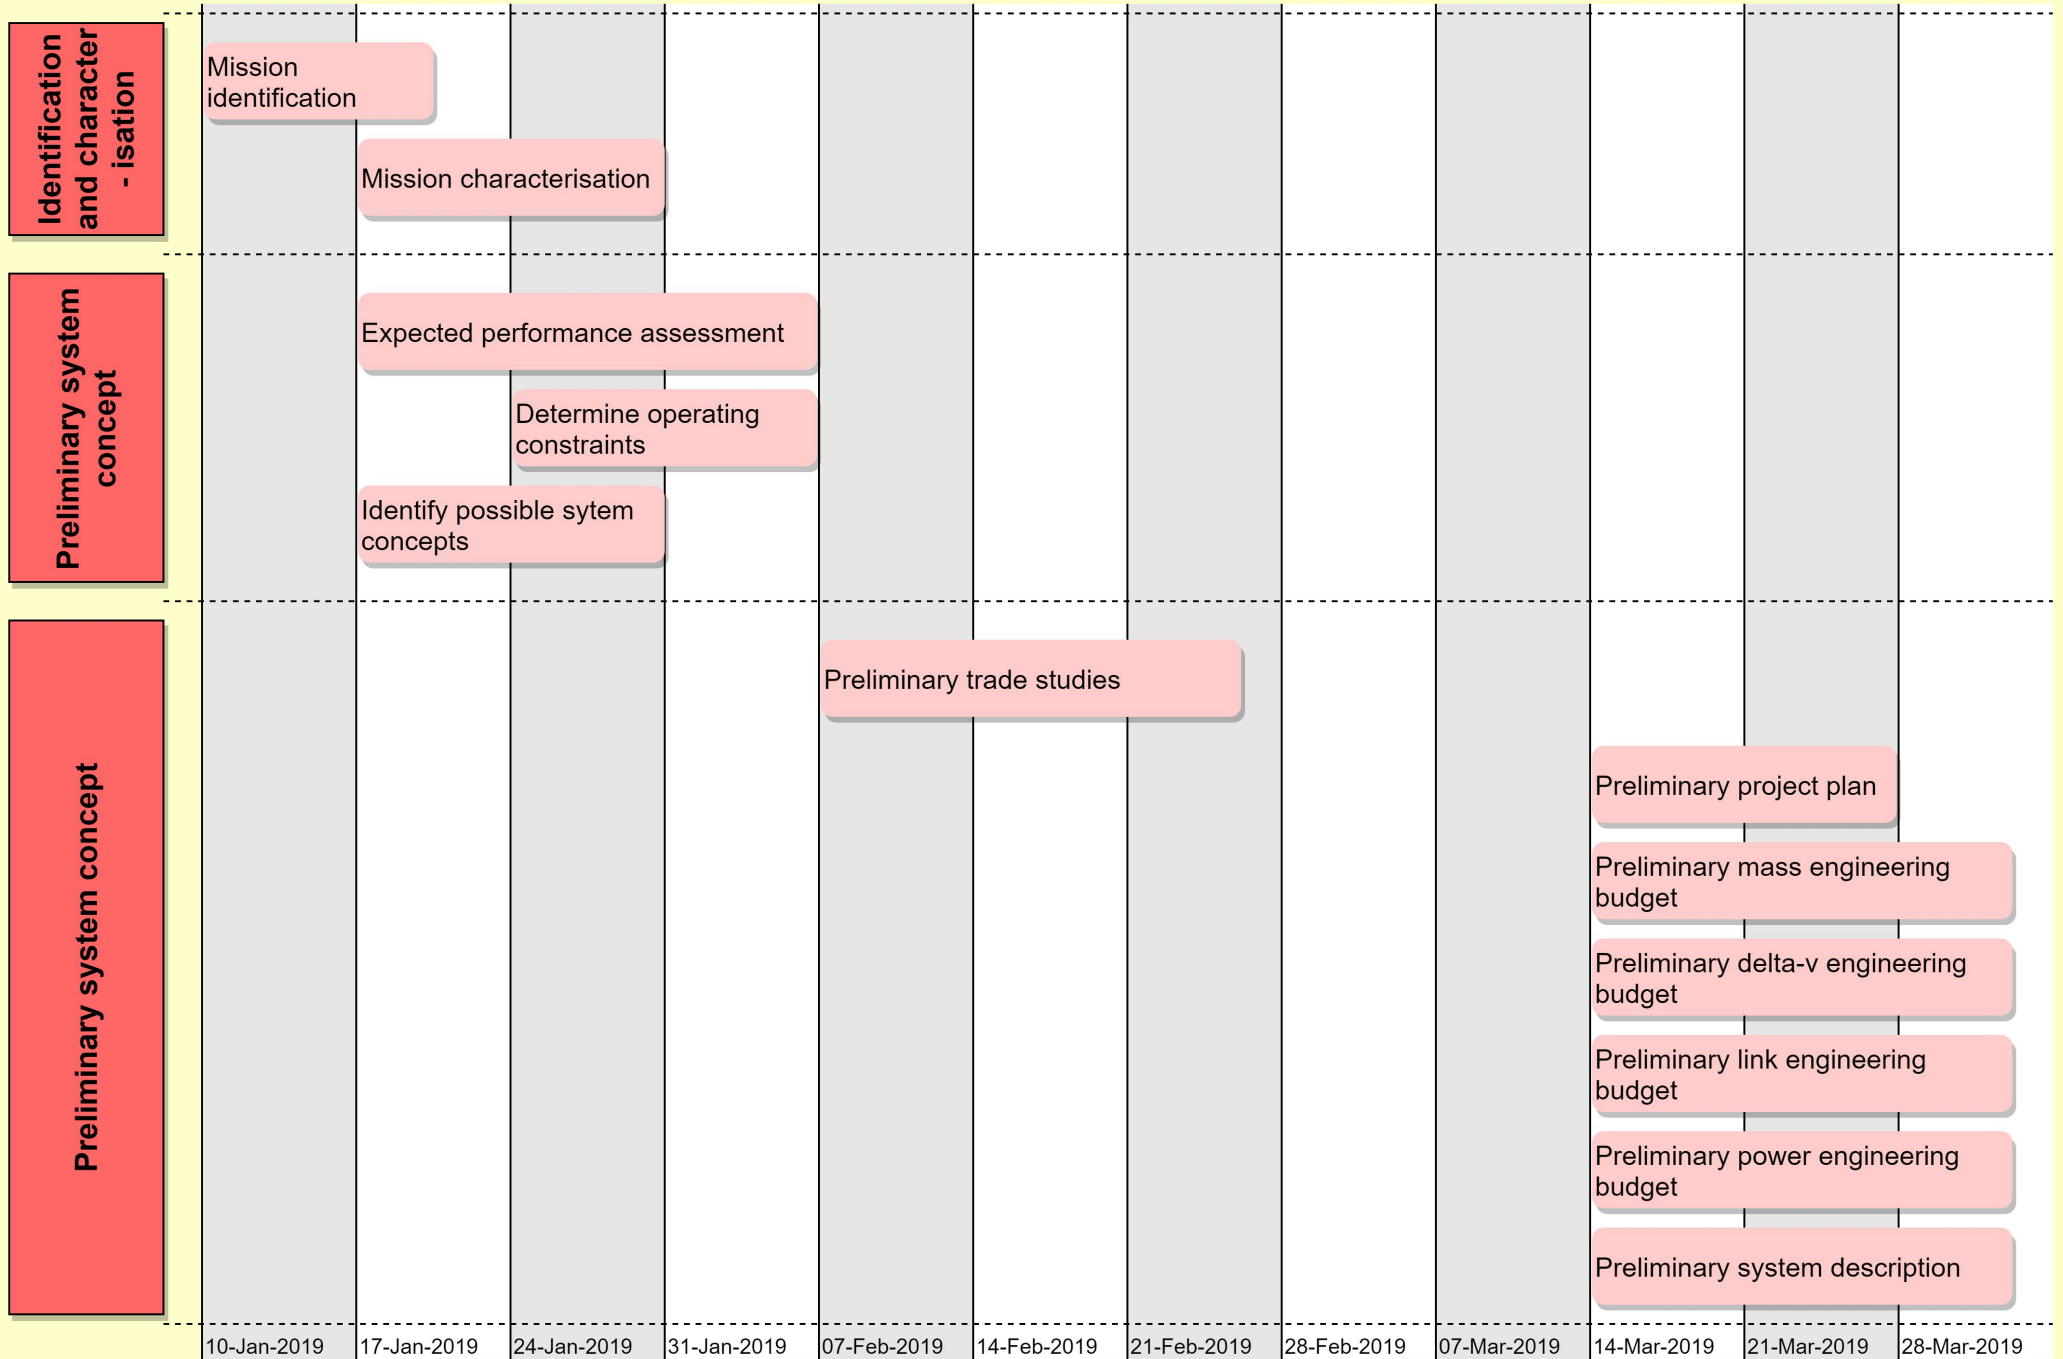 Identification
and character
- isation
Mission
identification
Mission characterisation
Preliminary system
concept
Expected performance assessment
Determine operating
constraints
Identify possible sytem
concepts
Preliminary system concept
Preliminary trade studies
Preliminary project plan
Preliminary mass engineering
budget
Preliminary delta-v engineering
budget
Preliminary link engineering
budget
Preliminary power engineering
budget
Preliminary system description
10-Jan-2019
17-Jan-2019
24-Jan-2019
31-Jan-2019
07-Feb-2019
14-Feb-2019
21-Feb-2019
28-Feb-2019
07-Mar-2019
14-Mar-2019
21-Mar-2019
28-Mar-2019